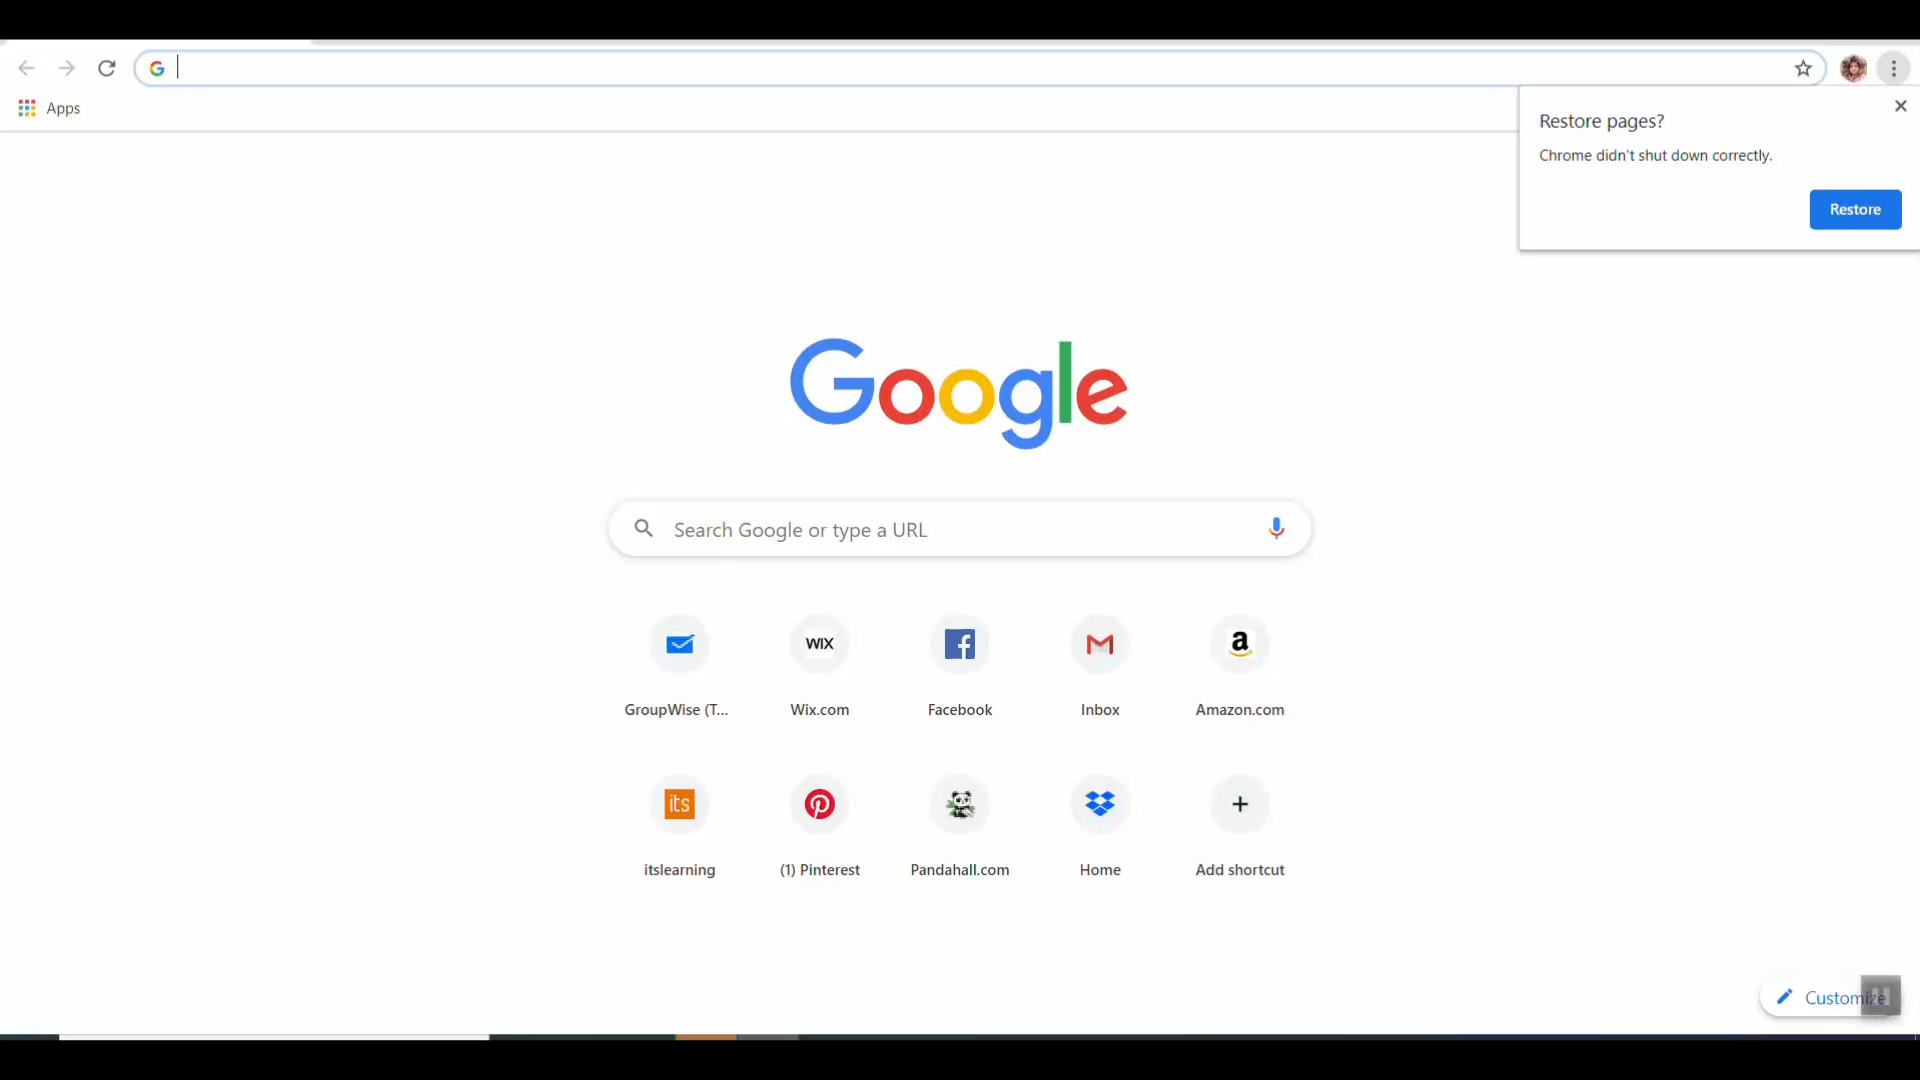 Apps
Restore pages?
Chrome didn't shut down correctly.
Restore
Google
Search Google or type a URL
WIX
a
GroupWise (T...
Wix.com
Facebook
Inbox
Amazon.com
its
itslearning
(1) Pinterest
Pandahall.com
Home
Add shortcut
Customize